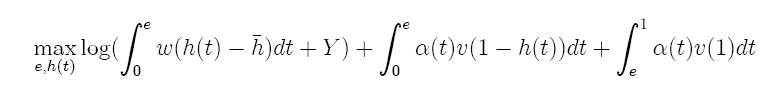 max_{e,h(t)} log(∫_0^e w(h(t) − h̄)dt + Y) + ∫_0^e α(t)v(1 − h(t))dt + ∫_e^1 α(t)v(1)dt